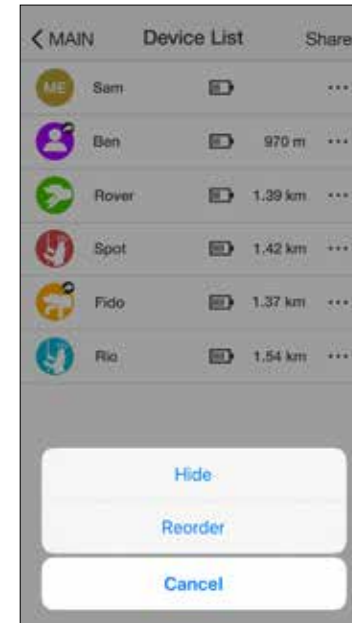 MAIN Device List Share
ME Sam ...
Ben 970 m ...
Rover 1.39 km ...
Spot 1.42 km ...
Fido 1.37 km ...
Rio 1.54 km ...
Hide
Reorder
Cancel